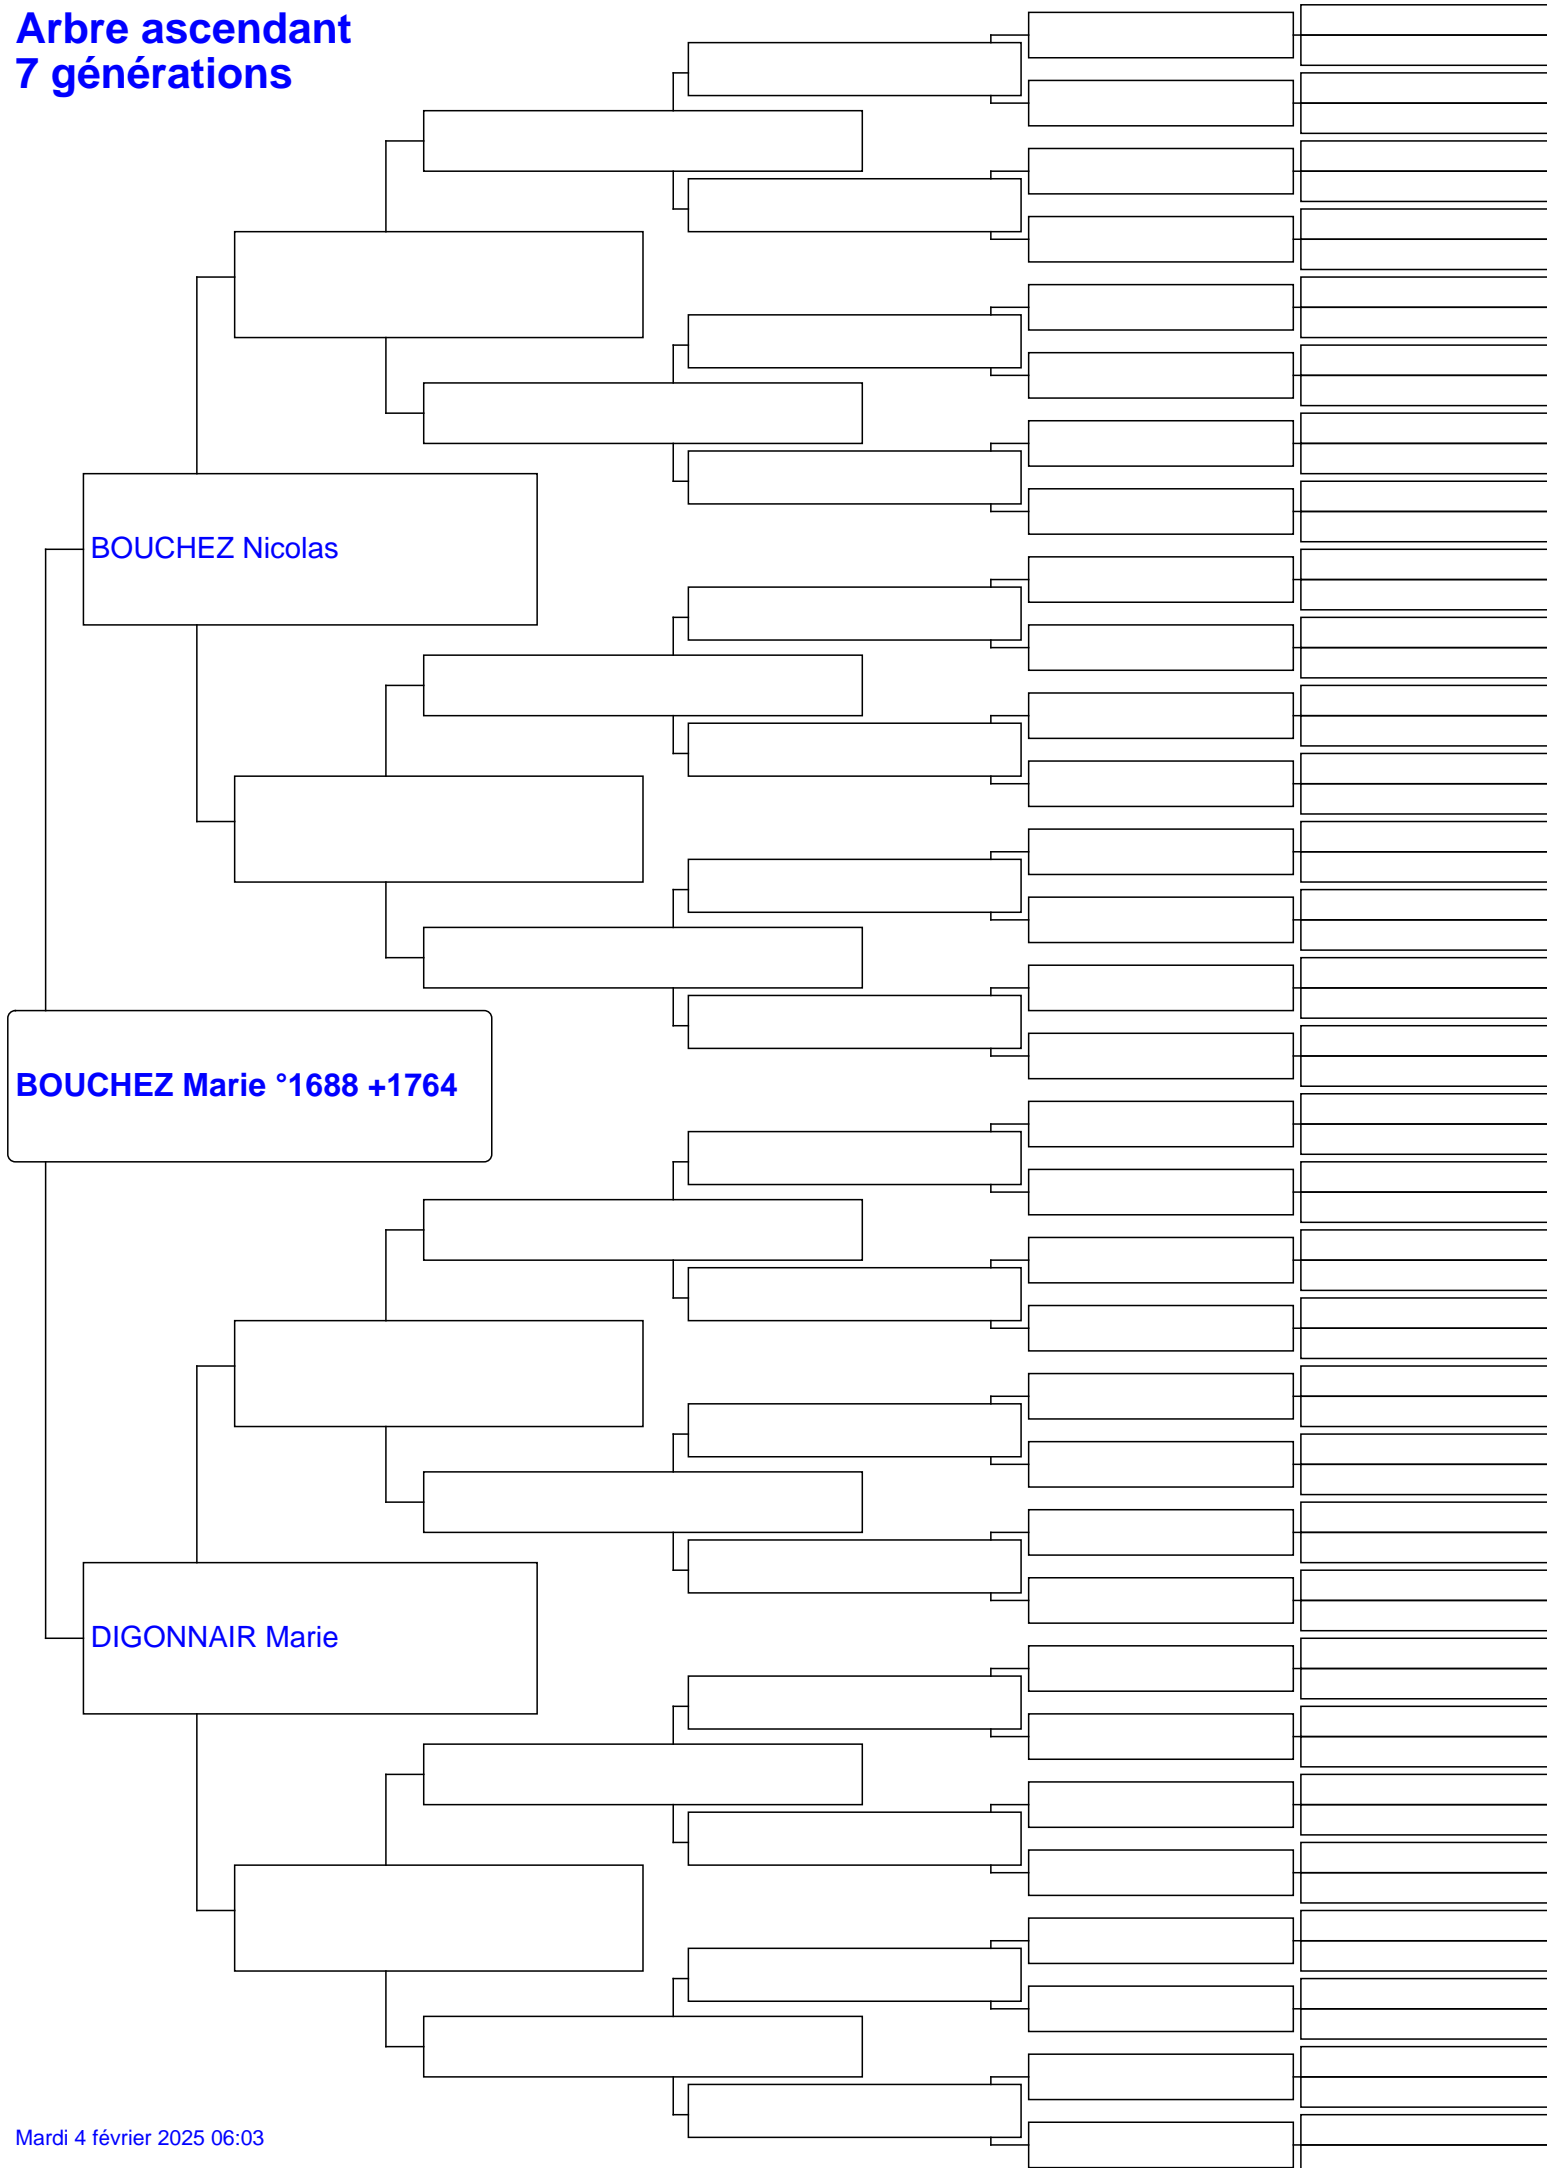 Arbre ascendant
7 générations
BOUCHEZ Nicolas
BOUCHEZ Marie °1688 +1764
DIGONNAIR Marie
Mardi 4 février 2025 06:03